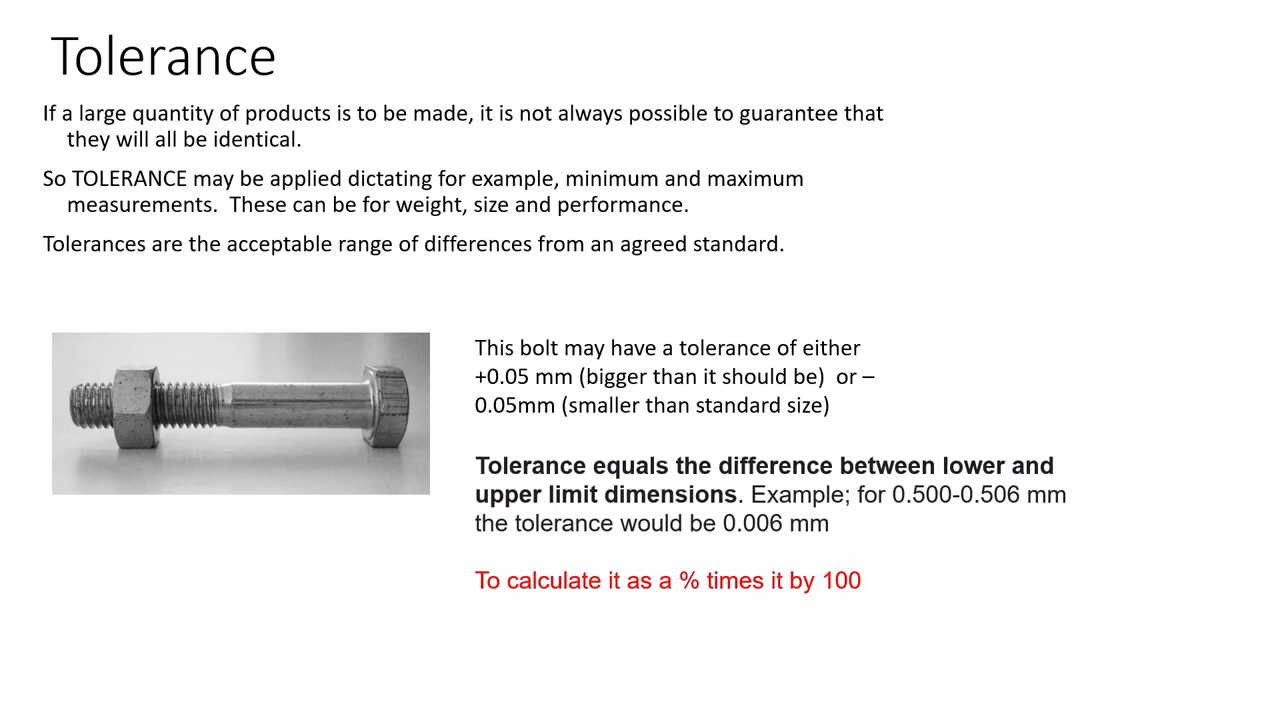 Tolerance
If a large quantity of products is to be made, it is not always possible to guarantee that
they will all be identical.
So TOLERANCE may be applied dictating for example, minimum and maximum
measurements.  These can be for weight, size and performance.
Tolerances are the acceptable range of differences from an agreed standard.
This bolt may have a tolerance of either
+0.05 mm (bigger than it should be)  or –
0.05mm (smaller than standard size)
Tolerance equals the difference between lower and
upper limit dimensions. Example; for 0.500-0.506 mm
the tolerance would be 0.006 mm
To calculate it as a % times it by 100